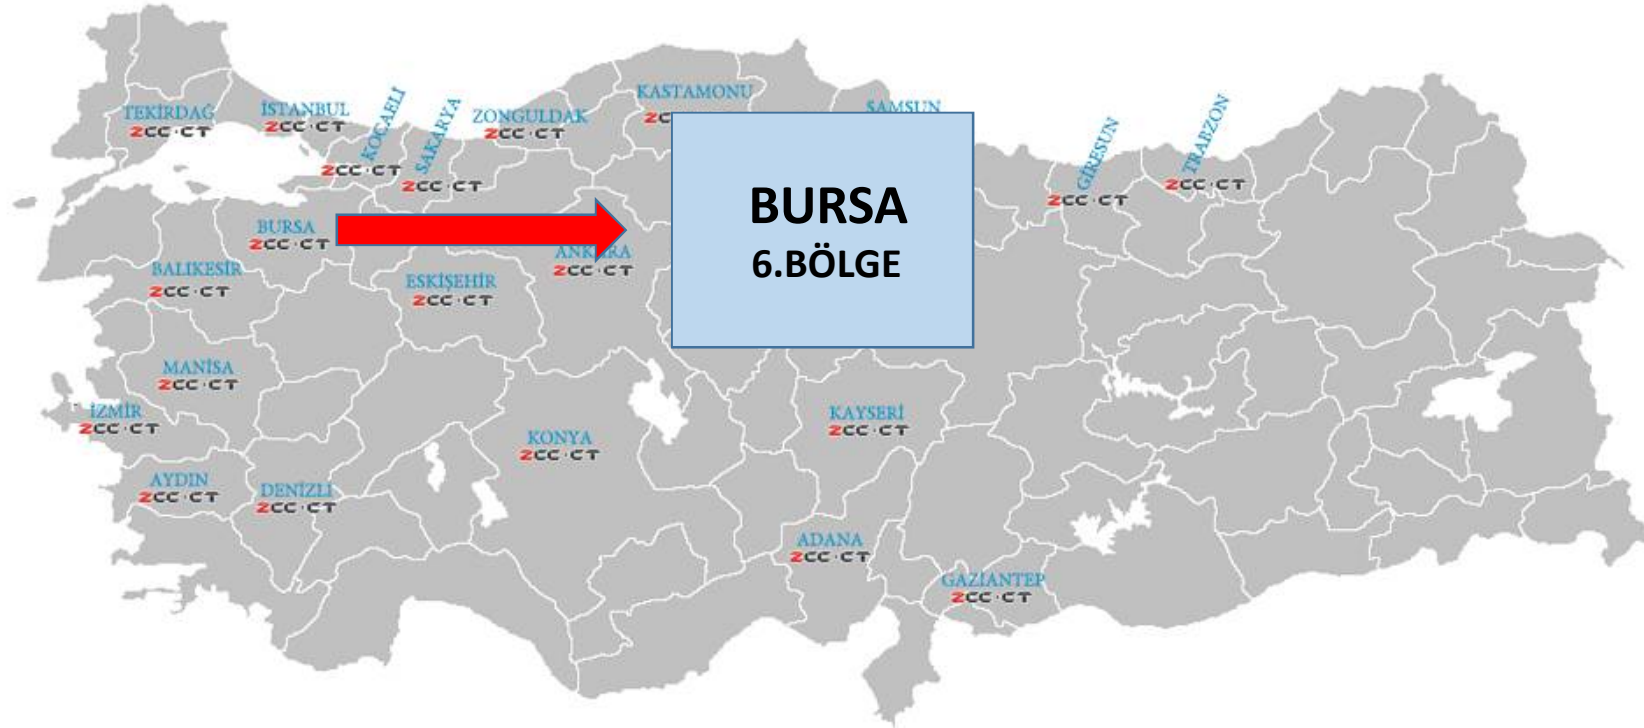 TEKİRDAĞ
ZCC·CT
İSTANBUL
ZCC·CT
KOCAELİ
ZCC·CT
SAKARYA
ZCC·CT
ZONGULDAK
ZCC·CT
KASTAMONU
ZC
SAMSUN
GİRESUN
ZCC·CT
TRABZON
ZCC·CT
BURSA
6.BÖLGE
BURSA
ZCC·CT
ANKARA
ZCC·CT
BALIKESİR
ZCC·CT
ESKİŞEHİR
ZCC·CT
MANİSA
ZCC·CT
İZMİR
ZCC·CT
KAYSERİ
ZCC·CT
KONYA
ZCC·CT
AYDIN
ZCC·CT
DENİZLİ
ZCC·CT
ADANA
ZCC·CT
GAZİANTEP
ZCC·CT